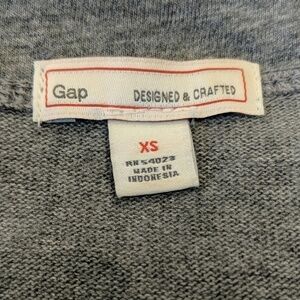 Gap DESIGNED & CRAFTED
XS
RN 54023
MADE IN
INDONESIA